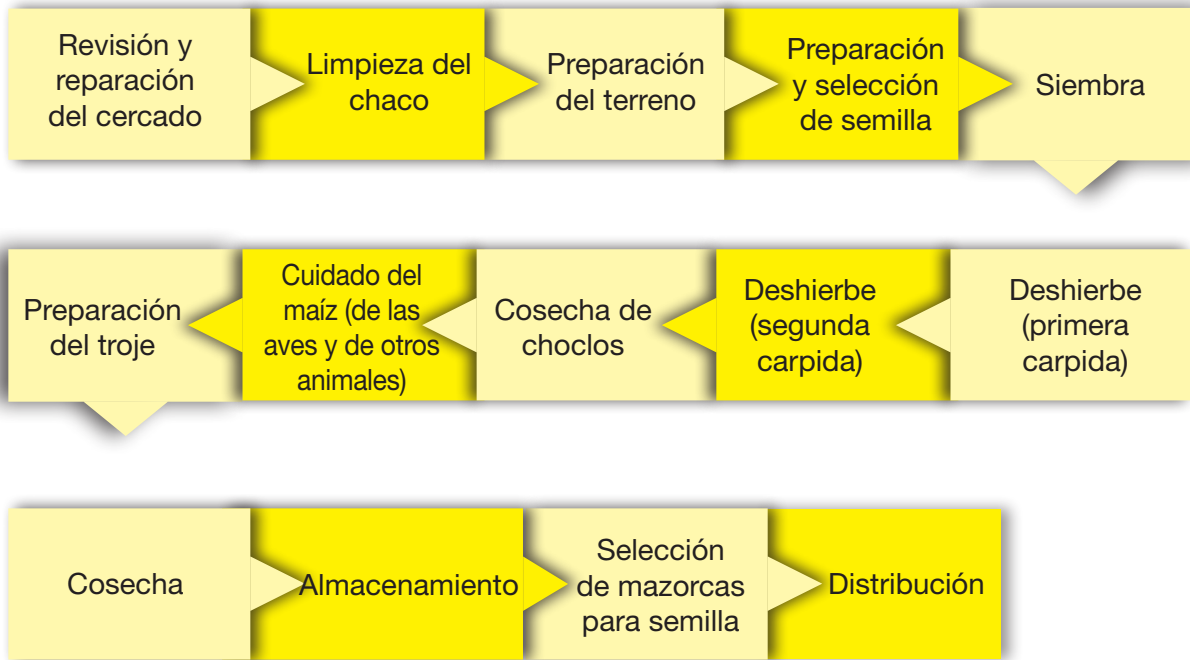 Revisión y
reparación
del cercado
Limpieza del
chaco
Preparación
del terreno
Preparación
y selección
de semilla
Siembra
Deshierbe
(primera
carpida)
Deshierbe
(segunda
carpida)
Cosecha de
choclos
Cuidado del
maíz (de las
aves y de otros
animales)
Preparación
del troje
Cosecha
Almacenamiento
Selección
de mazorcas
para semilla
Distribución